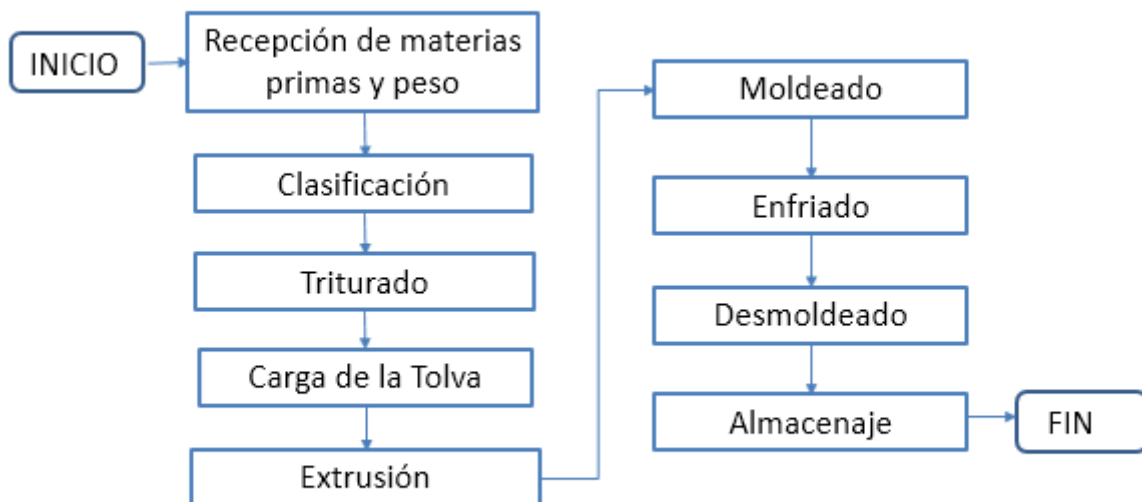 INICIO
Recepción de materias
primas y peso
Clasificación
Triturado
Carga de la Tolva
Extrusión
Moldeado
Enfriado
Desmoldeado
Almacenaje
FIN